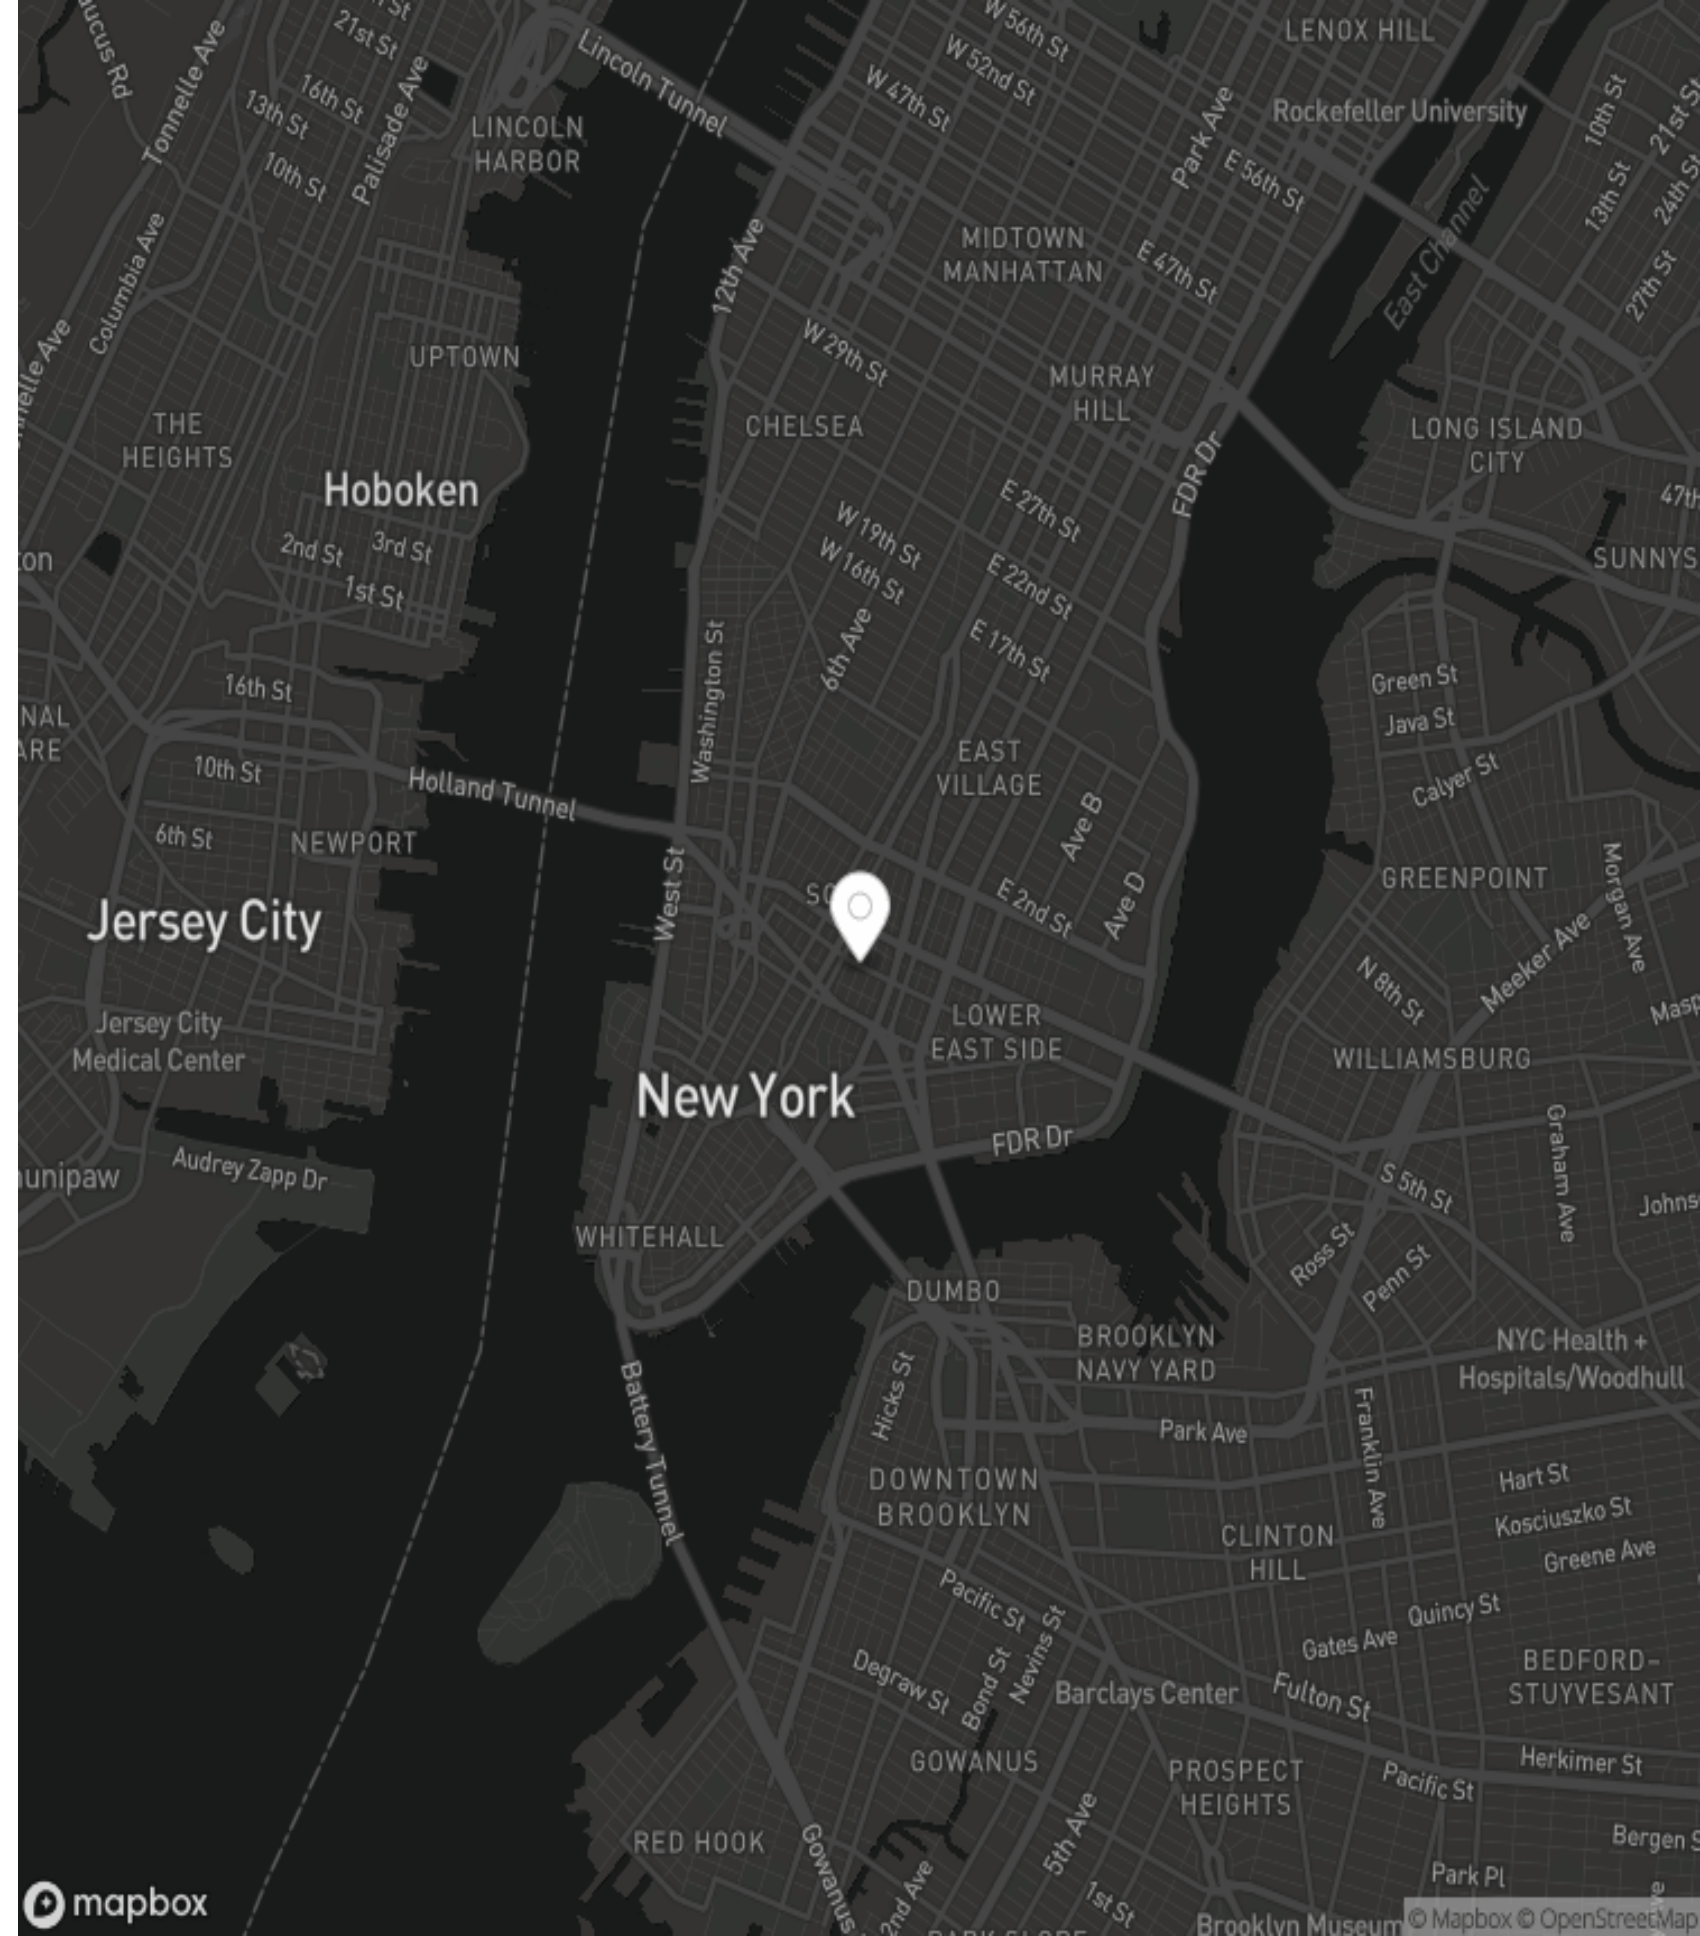 21st St
Tonnelle Ave
16th St
13th St
Palisade Ave
10th St
Lincoln Tunnel
LINCOLN
HARBOR
W 56th St
W 52nd St
W 47th St
LENOX HILL
Rockefeller University
Park Ave
E 56th St
10th St
21st St
13th St
24th St
27th St
East Channel
Columbia Ave
12th Ave
MIDTOWN
MANHATTAN
E 47th St
UPTOWN
W 29th St
MURRAY
HILL
CHELSEA
THE
HEIGHTS
LONG ISLAND
CITY
FDR Dr
Hoboken
E 27th St
W 19th St
W 16th St
E 22nd St
2nd St
3rd St
1st St
47th
SUNNYS
6th Ave
E 17th St
Washington St
16th St
Green St
Java St
10th St
Holland Tunnel
EAST
VILLAGE
Calyer St
6th St
NEWPORT
Ave B
West St
E 2nd St
Ave D
GREENPOINT
Morgan Ave
Jersey City
Meeker Ave
N 8th St
Jersey City
Medical Center
LOWER
EAST SIDE
WILLIAMSBURG
New York
FDR Dr
Graham Ave
Audrey Zapp Dr
S 5th St
WHITEHALL
Ross St
Penn St
DUMBO
BROOKLYN
NAVY YARD
NYC Health +
Hospitals/Woodhull
Hicks St
Battery Tunnel
Park Ave
Franklin Ave
DOWNTOWN
BROOKLYN
Hart St
Kosciuszko St
CLINTON
HILL
Greene Ave
Pacific St
Quincy St
Gates Ave
Nevins St
Bond St
Degraw St
Barclays Center
Fulton St
BEDFORD-
STUYVESANT
GOWANUS
PROSPECT
HEIGHTS
Herkimer St
Pacific St
RED HOOK
Gowanus
5th Ave
Bergen S
Park Pl
2nd Ave
1st St
Brooklyn Museum
mapbox
© Mapbox © OpenStreetMap